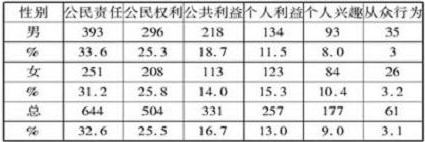 性别 公民责任 公民权利 公共利益 个人利益 个人兴趣 从众行为
男 393 296 218 134 93 35
% 33.6 25.3 18.7 11.5 8.0 3
女 251 208 113 123 84 26
% 31.2 25.8 14.0 15.3 10.4 3.2
总 644 504 331 257 177 61
% 32.6 25.5 16.7 13.0 9.0 3.1